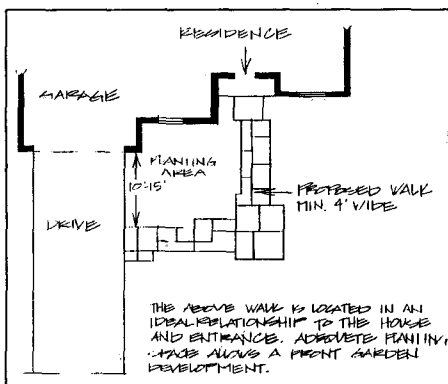 RESIDENCE
GARAGE
PLANTING
AREA
10'-15'
PROPOSED WALK
MIN. 4' WIDE
DRIVE
THE ABOVE WALK IS LOCATED IN AN
IDEAL RELATIONSHIP TO THE HOUSE
AND ENTRANCE. ADEQUETE PLANTING
SPACE ALLOWS A FRONT GARDEN
DEVELOPMENT.